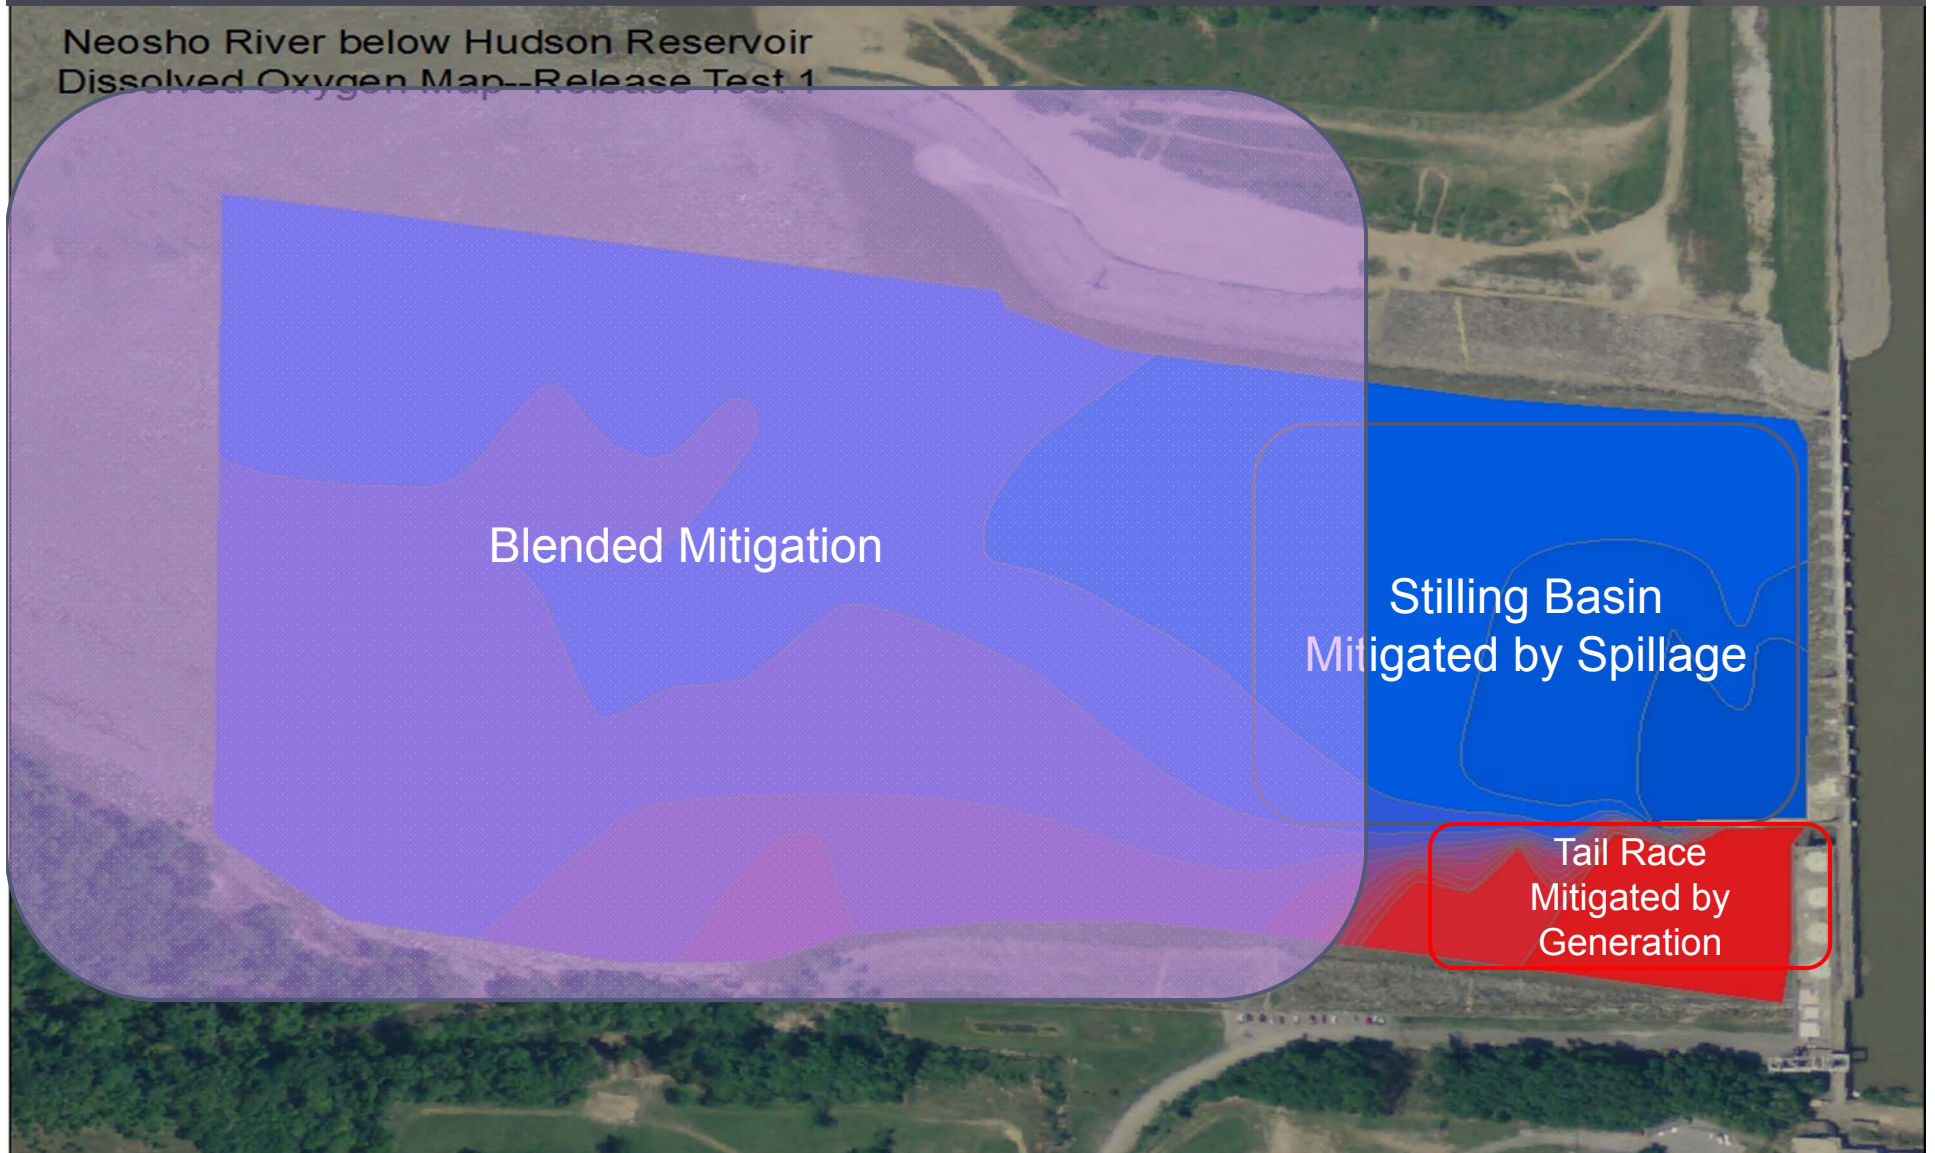 Neosho River below Hudson Reservoir
Dissolved Oxygen Map--Release Test 1
Blended Mitigation
Stilling Basin
Mitigated by Spillage
Tail Race
Mitigated by
Generation